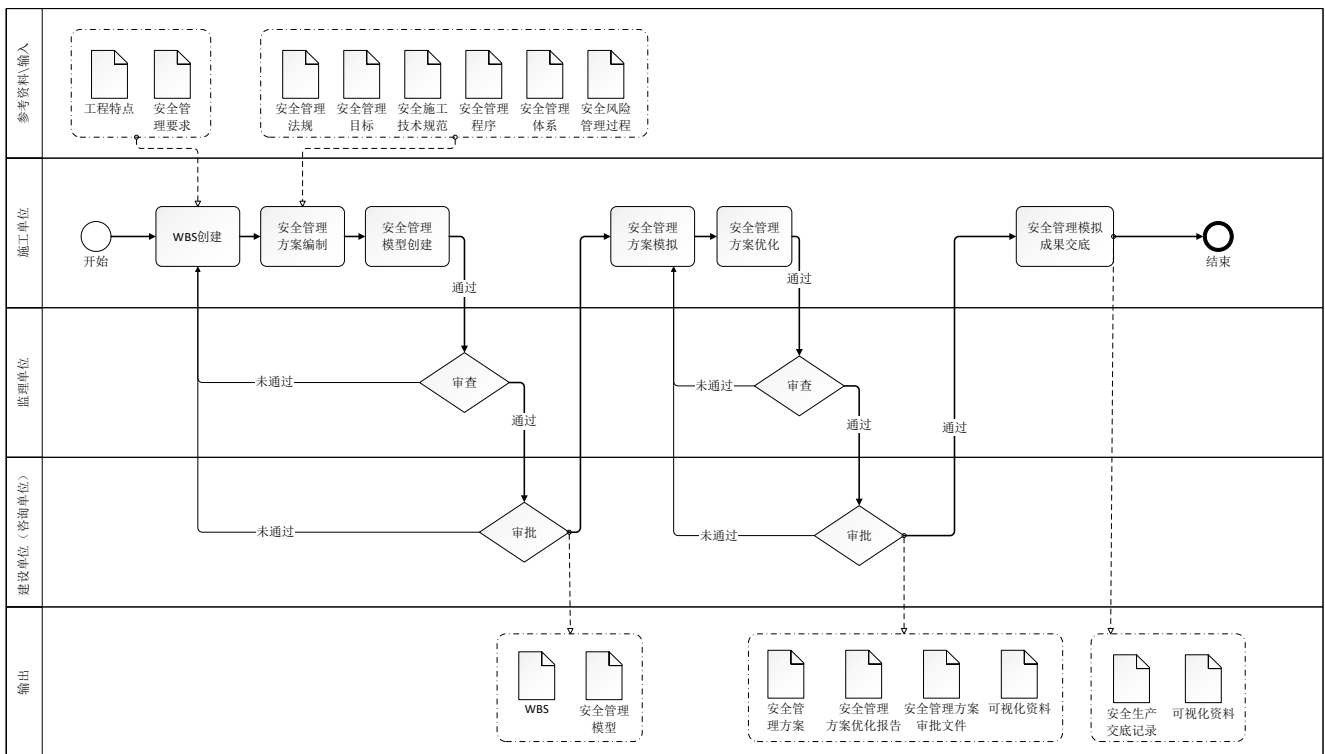 参考资料\输入
工程特点
安全管
理要求
安全管理
法规
安全管理
目标
安全施工
技术规范
安全管理
程序
安全管理
体系
安全风险
管理过程
施工单位
开始
WBS创建
安全管理
方案编制
安全管理
模型创建
通过
安全管理
方案模拟
安全管理
方案优化
通过
安全管理模拟
成果交底
结束
监理单位
未通过
审查
通过
未通过
审查
通过
通过
建设单位（咨询单位）
未通过
审批
未通过
审批
输出
WBS
安全管理
模型
安全管
理方案
安全管理
方案优化报告
安全管理方案
审批文件
可视化资料
安全生产
交底记录
可视化资料